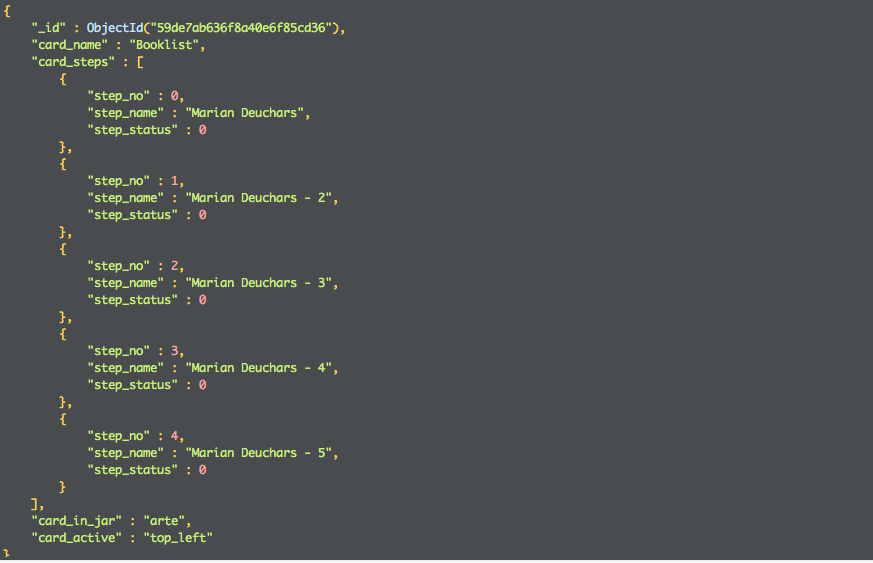 {
"_id" : ObjectId("59de7ab636f8a40e6f85cd36"),
"card_name" : "Booklist",
"card_steps" : [
{
"step_no" : 0,
"step_name" : "Marian Deuchars",
"step_status" : 0
},
{
"step_no" : 1,
"step_name" : "Marian Deuchars - 2",
"step_status" : 0
},
{
"step_no" : 2,
"step_name" : "Marian Deuchars - 3",
"step_status" : 0
},
{
"step_no" : 3,
"step_name" : "Marian Deuchars - 4",
"step_status" : 0
},
{
"step_no" : 4,
"step_name" : "Marian Deuchars - 5",
"step_status" : 0
}
],
"card_in_jar" : "arte",
"card_active" : "top_left"
}